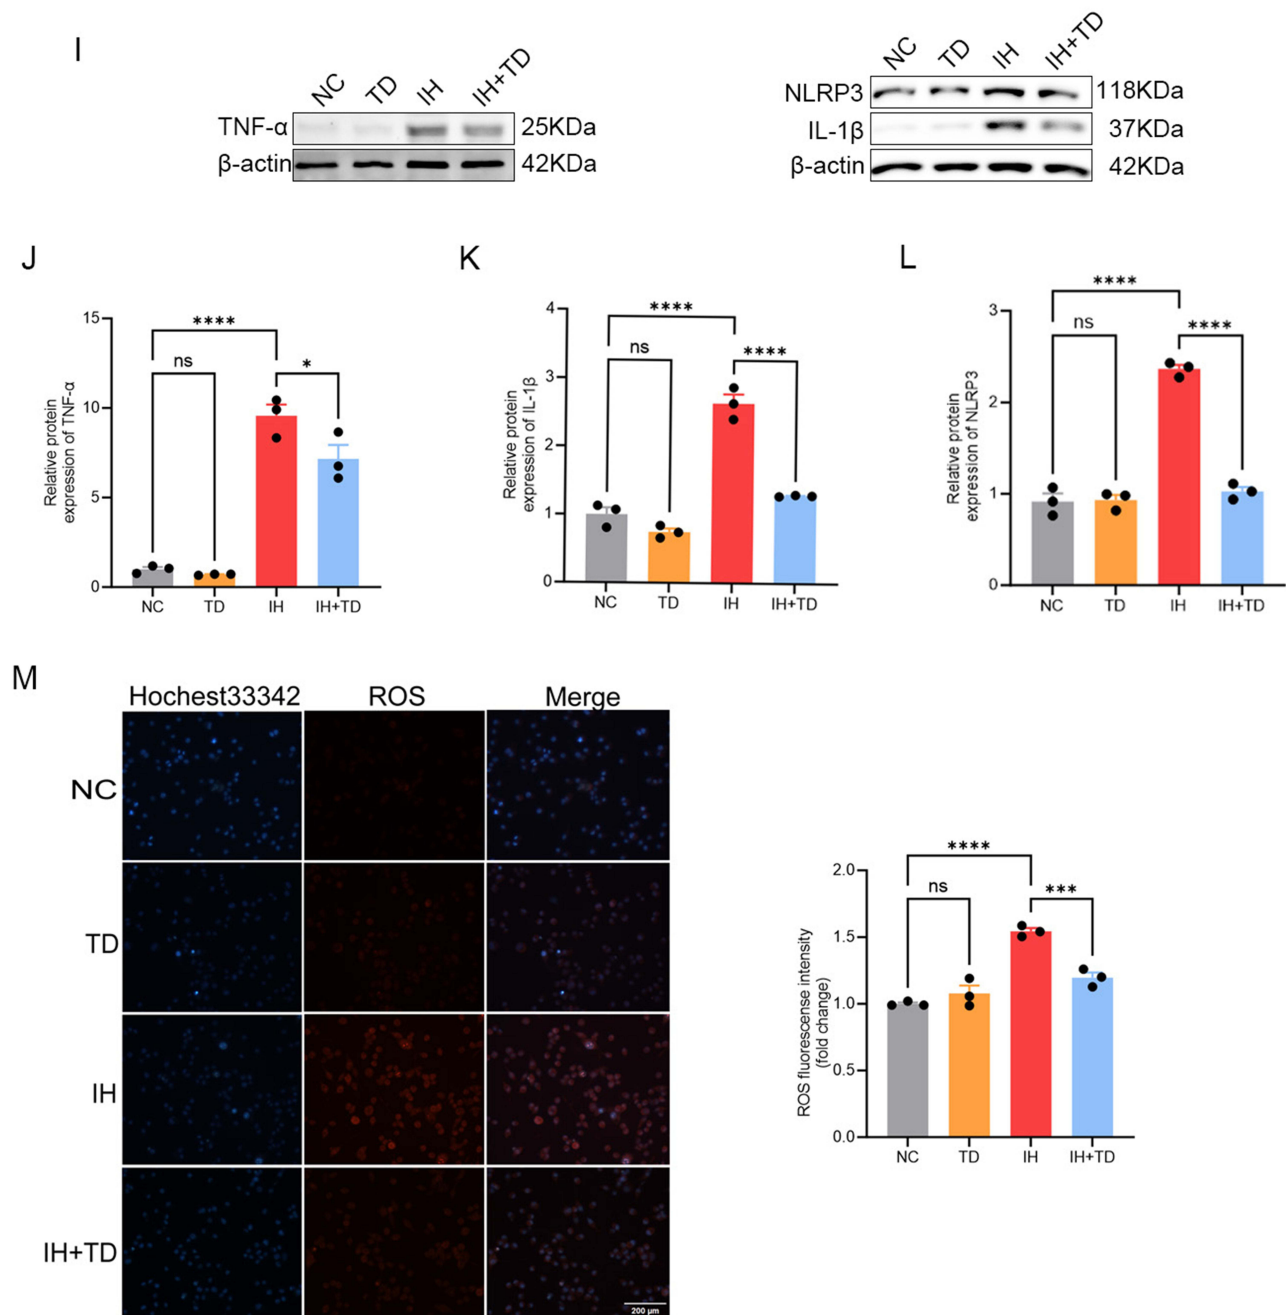 I
NC TD IH IH+TD
TNF-α 25KDa
β-actin 42KDa
NC TD IH IH+TD
NLRP3 118KDa
IL-1β 37KDa
β-actin 42KDa
J
Relative protein
expression of TNF-α
15
10
5
0
****
ns
*
NC TD IH IH+TD
K
Relative protein
expression of IL-1β
4
3
2
1
0
****
ns
****
NC TD IH IH+TD
L
Relative protein
expression of NLRP3
3
2
1
0
****
ns
****
NC TD IH IH+TD
M
Hochest33342 ROS Merge
NC
TD
IH
IH+TD
200 μm
ROS fluorescense intensity
(fold change)
2.0
1.5
1.0
0.5
0.0
****
ns
***
NC TD IH IH+TD